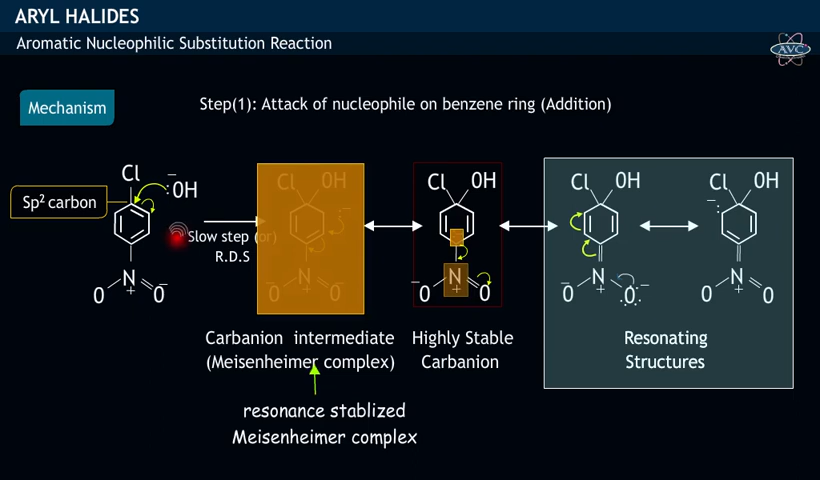 ARYL HALIDES
Aromatic Nucleophilic Substitution Reaction
AVC
Mechanism
Step(1): Attack of nucleophile on benzene ring (Addition)
Cl
:OH
Sp² carbon
N
+
O
O−
Slow step (or)
R.D.S
Cl OH
N
+
−O O−
Carbanion intermediate
(Meisenheimer complex)
Cl OH
N
+
−O O
Highly Stable
Carbanion
Cl OH
N
+
−O O−
Cl OH
N
+
−O O
Resonating
Structures
resonance stablized
Meisenheimer complex